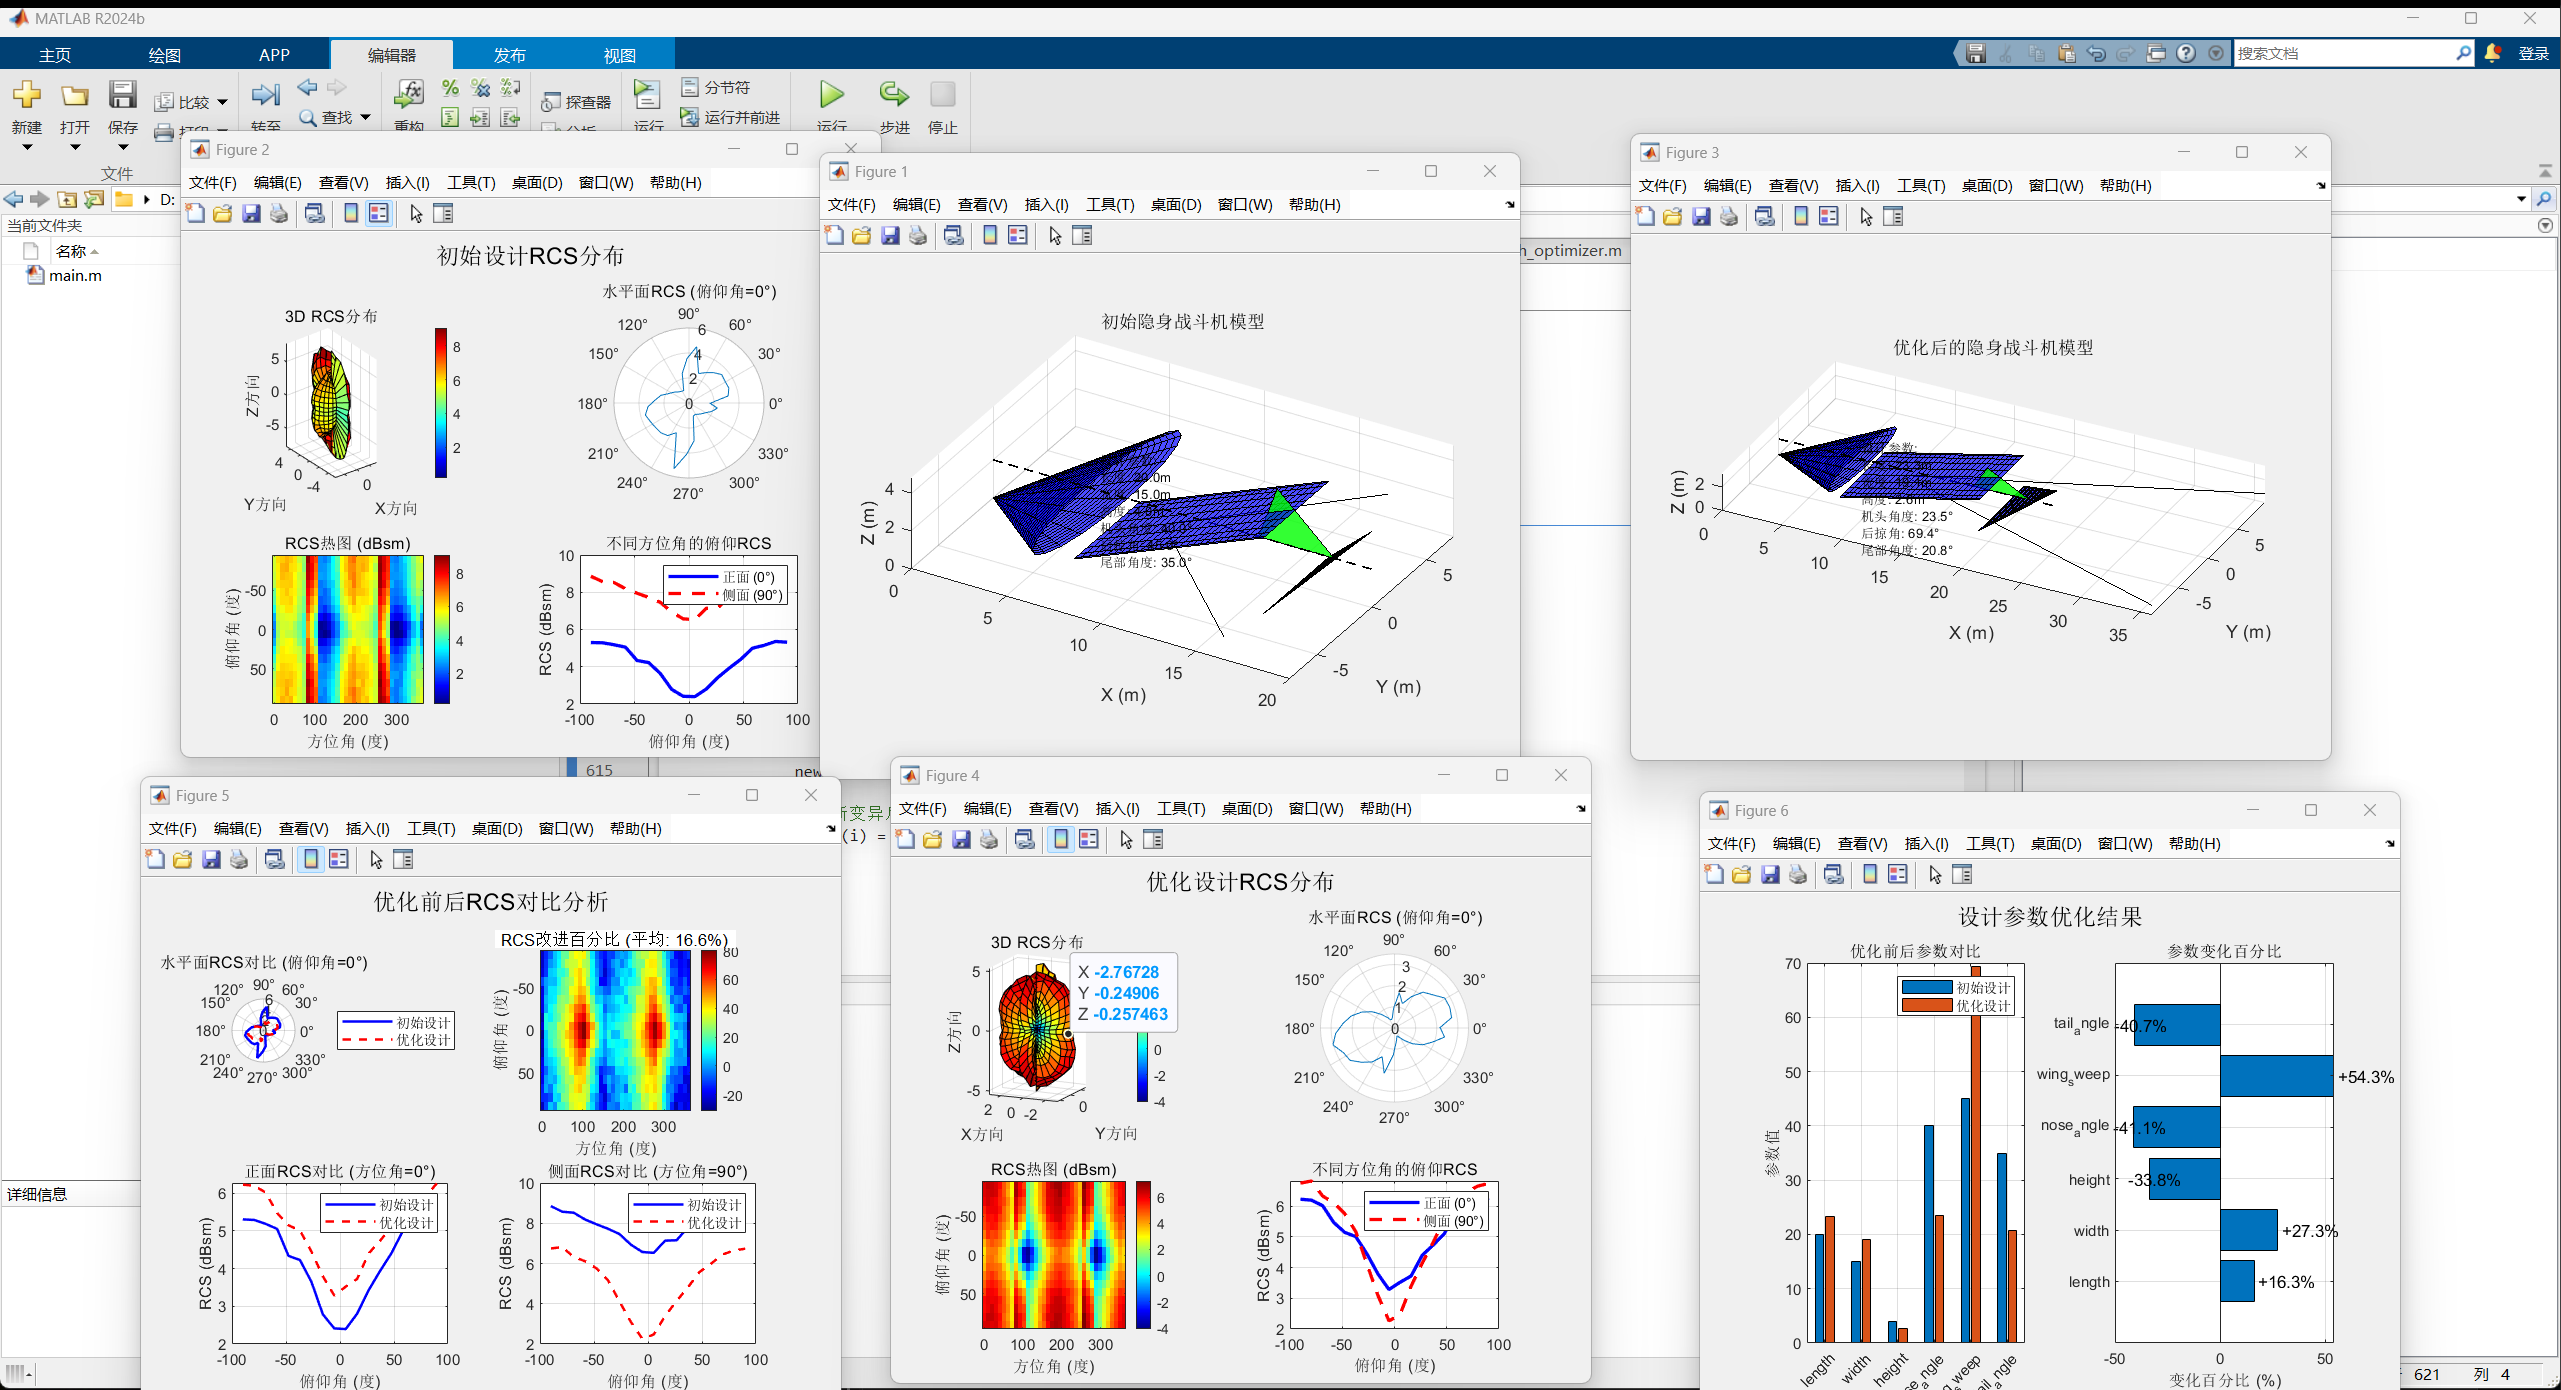 MATLAB R2024b
主页 绘图 APP 编辑器 发布 视图
搜索文档 登录
新建 打开 保存 比较 转至 查找 重构 探查器 运行 分节符 运行并前进 运行 步进 停止
文件
D:
当前文件夹
名称
main.m
h_optimizer.m
615
new
(i) =
详细信息
621 列 4
Figure 2
文件(F) 编辑(E) 查看(V) 插入(I) 工具(T) 桌面(D) 窗口(W) 帮助(H)
初始设计RCS分布
3D RCS分布
5
0
-5
Z方向
4 0 -4
0
Y方向 X方向
8
6
4
2
水平面RCS (俯仰角=0°)
90° 60° 30° 0° 330° 300° 270° 240° 210° 180° 150° 120°
6
4
2
0
RCS热图 (dBsm)
-50
0
50
俯仰角 (度)
0 100 200 300
方位角 (度)
8
6
4
2
不同方位角的俯仰RCS
正面 (0°)
侧面 (90°)
10
8
6
4
2
RCS (dBsm)
-100 -50 0 50 100
俯仰角 (度)
Figure 1
文件(F) 编辑(E) 查看(V) 插入(I) 工具(T) 桌面(D) 窗口(W) 帮助(H)
初始隐身战斗机模型
15.0m
尾部角度: 35.0°
4
2
0
Z (m)
0 5 10 15 20
X (m)
5
0
-5
Y (m)
Figure 3
文件(F) 编辑(E) 查看(V) 插入(I) 工具(T) 桌面(D) 窗口(W) 帮助(H)
优化后的隐身战斗机模型
参数:
高度: 2.6m
机头角度: 23.5°
后掠角: 69.4°
尾部角度: 20.8°
2
0
Z (m)
0 5 10 15 20 25 30 35
X (m)
5
0
-5
Y (m)
Figure 5
文件(F) 编辑(E) 查看(V) 插入(I) 工具(T) 桌面(D) 窗口(W) 帮助(H)
优化前后RCS对比分析
水平面RCS对比 (俯仰角=0°)
90° 60° 30° 0° 330° 300° 270° 240° 210° 180° 150° 120°
6
初始设计
优化设计
RCS改进百分比 (平均: 16.6%)
-50
0
50
俯仰角 (度)
0 100 200 300
方位角 (度)
80
60
40
20
0
-20
正面RCS对比 (方位角=0°)
初始设计
优化设计
6
5
4
3
2
RCS (dBsm)
-100 -50 0 50 100
俯仰角 (度)
侧面RCS对比 (方位角=90°)
初始设计
优化设计
10
8
6
4
2
RCS (dBsm)
-100 -50 0 50 100
俯仰角 (度)
Figure 4
文件(F) 编辑(E) 查看(V) 插入(I) 工具(T) 桌面(D) 窗口(W) 帮助(H)
优化设计RCS分布
3D RCS分布
X -2.76728
Y -0.24906
Z -0.257463
5
0
-5
Z方向
2 0 -2
0
X方向 Y方向
0
-2
-4
水平面RCS (俯仰角=0°)
90° 60° 30° 0° 330° 300° 270° 240° 210° 180° 150° 120°
3
2
1
0
RCS热图 (dBsm)
-50
0
50
俯仰角 (度)
0 100 200 300
方位角 (度)
6
4
2
0
-2
-4
不同方位角的俯仰RCS
正面 (0°)
侧面 (90°)
6
5
4
3
2
RCS (dBsm)
-100 -50 0 50 100
俯仰角 (度)
Figure 6
文件(F) 编辑(E) 查看(V) 插入(I) 工具(T) 桌面(D) 窗口(W) 帮助(H)
设计参数优化结果
优化前后参数对比
初始设计
优化设计
70
60
50
40
30
20
10
0
参数值
length width height
参数变化百分比
tail_angle -40.7%
wing_sweep +54.3%
nose_angle -41.1%
height -33.8%
width +27.3%
length +16.3%
-50 0 50
变化百分比 (%)